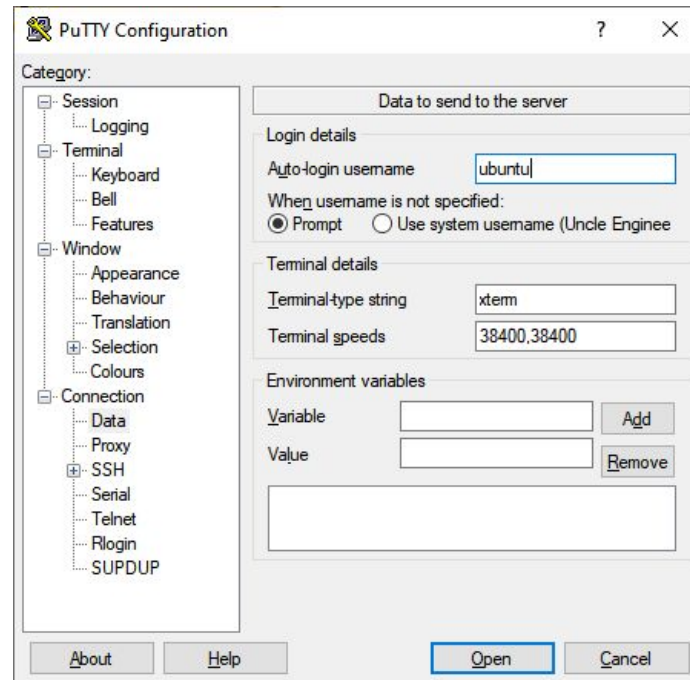 PuTTY Configuration
?
Category:
Session
Logging
Terminal
Keyboard
Bell
Features
Window
Appearance
Behaviour
Translation
Selection
Colours
Connection
Data
Proxy
SSH
Serial
Telnet
Rlogin
SUPDUP
Data to send to the server
Login details
Auto-login username
ubuntu
When username is not specified:
Prompt
Use system username (Uncle Enginee
Terminal details
Terminal-type string
xterm
Terminal speeds
38400,38400
Environment variables
Variable
Add
Value
Remove
About
Help
Open
Cancel